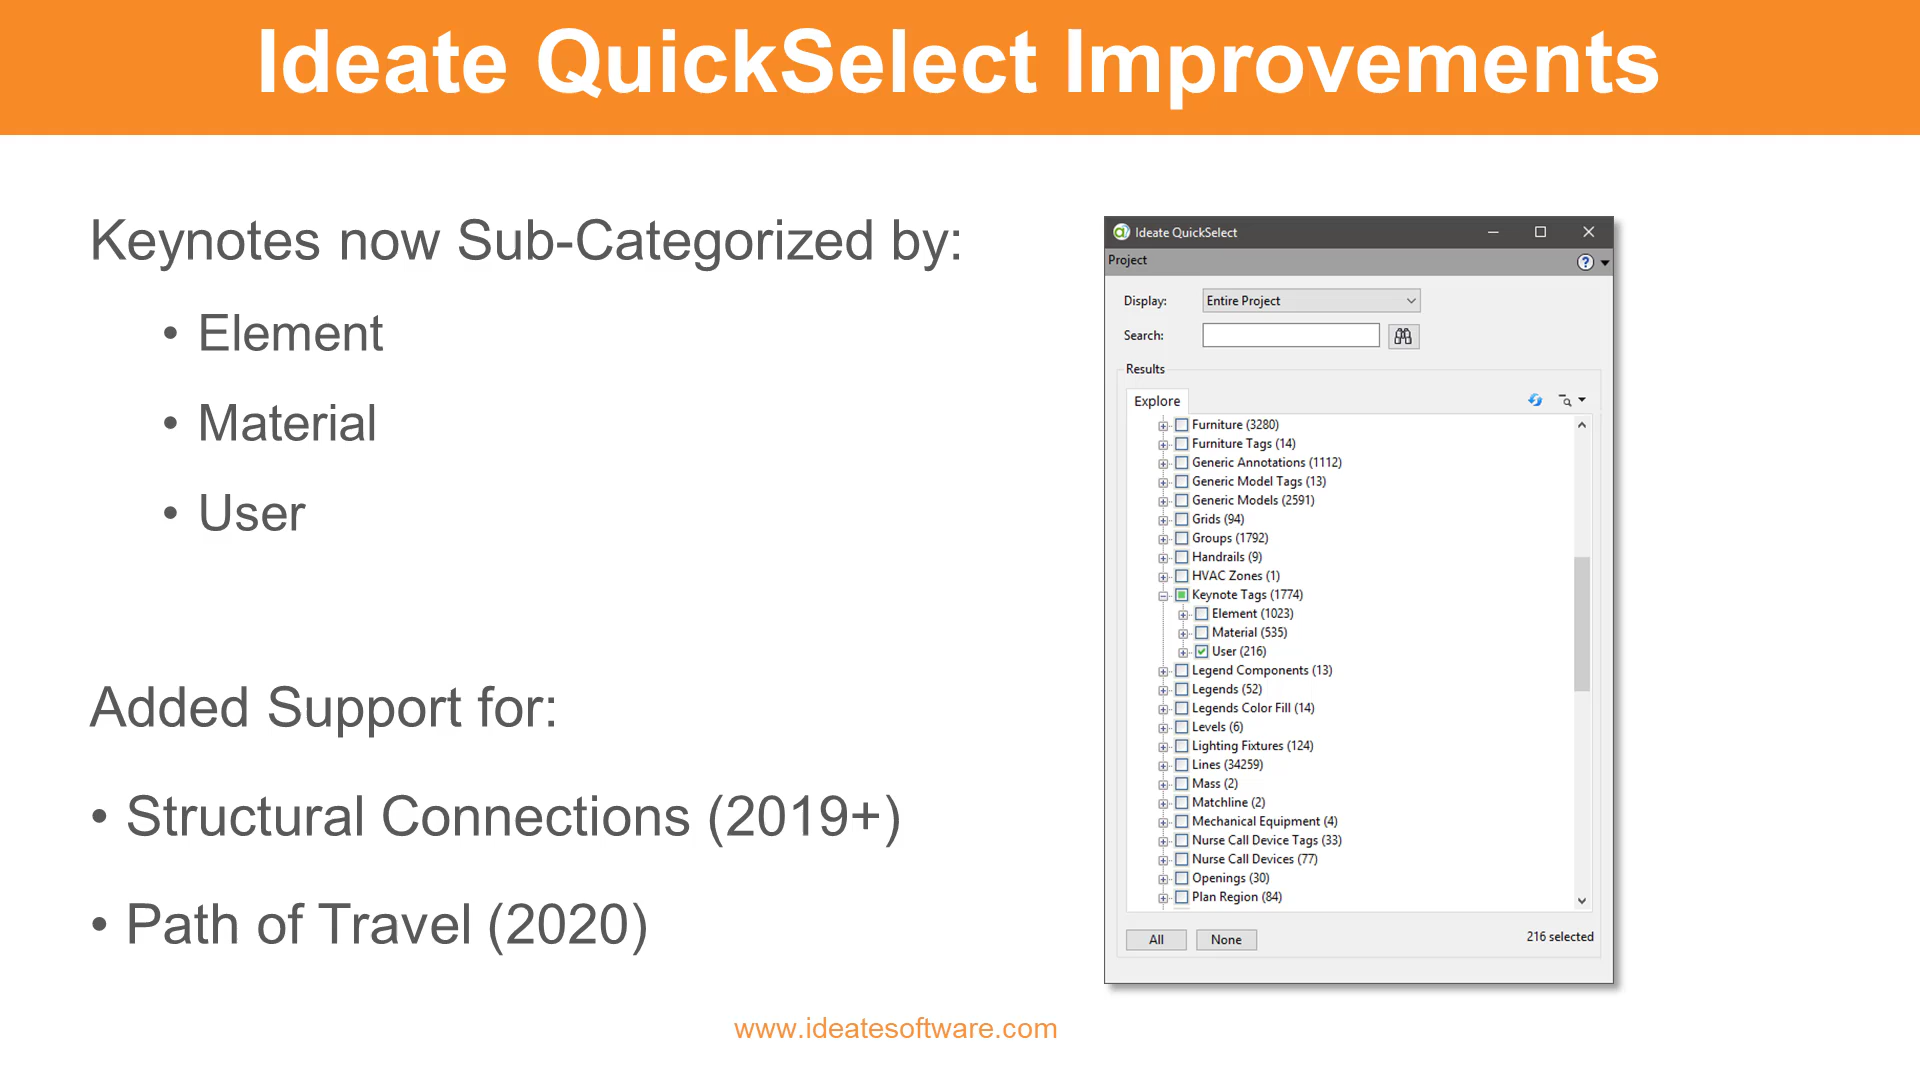 Ideate QuickSelect Improvements
Keynotes now Sub-Categorized by:
• Element
• Material
• User
Added Support for:
• Structural Connections (2019+)
• Path of Travel (2020)
Ideate QuickSelect
Project
?
Display: Entire Project
Search:
Results
Explore
Furniture (3280)
Furniture Tags (14)
Generic Annotations (1112)
Generic Model Tags (13)
Generic Models (2591)
Grids (94)
Groups (1792)
Handrails (9)
HVAC Zones (1)
Keynote Tags (1774)
Element (1023)
Material (535)
User (216)
Legend Components (13)
Legends (52)
Legends Color Fill (14)
Levels (6)
Lighting Fixtures (124)
Lines (34259)
Mass (2)
Matchline (2)
Mechanical Equipment (4)
Nurse Call Device Tags (33)
Nurse Call Devices (77)
Openings (30)
Plan Region (84)
All None 216 selected
www.ideatesoftware.com